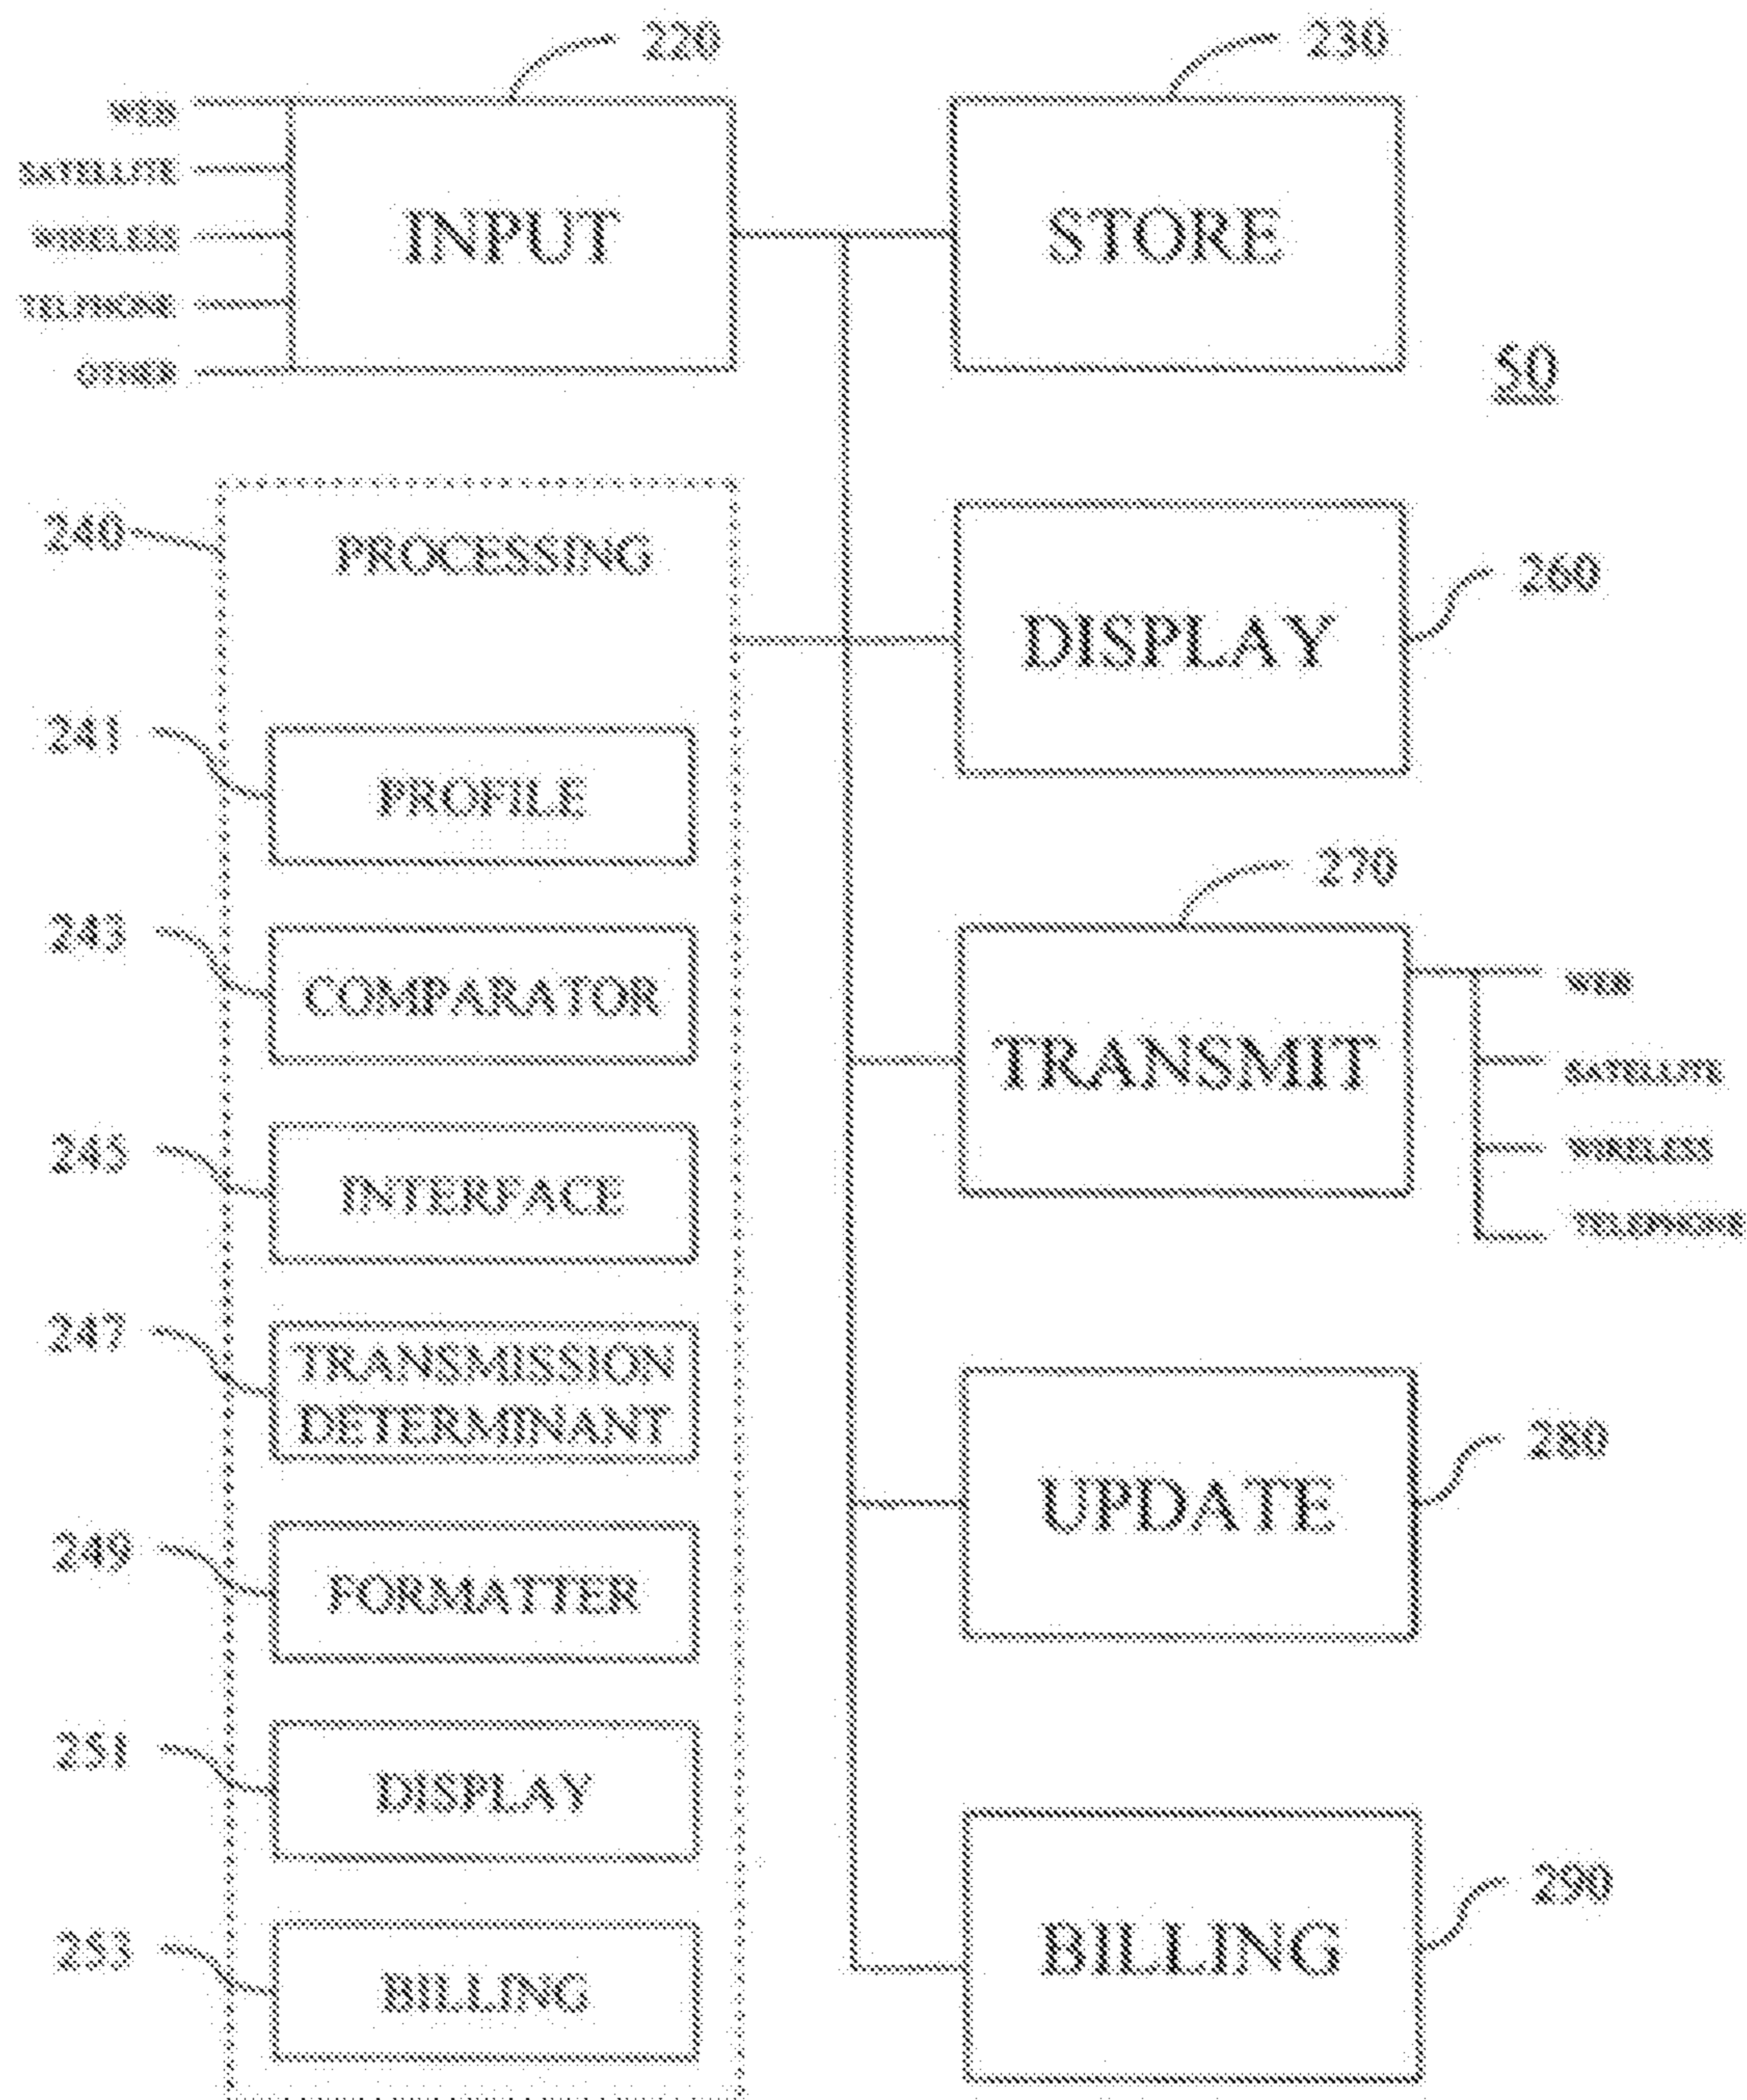 220
230
WEB
SATELLITE
WIRELESS
TELPHONE
OTHER
INPUT
STORE
50
240
PROCESSING
DISPLAY
260
241
PROFILE
270
243
COMPARATOR
TRANSMIT
WEB
SATELLITE
WIRELESS
TELEPHONE
245
INTERFACE
247
TRANSMISSION
DETERMINANT
UPDATE
280
249
FORMATTER
251
DISPLAY
253
BILLING
BILLING
290